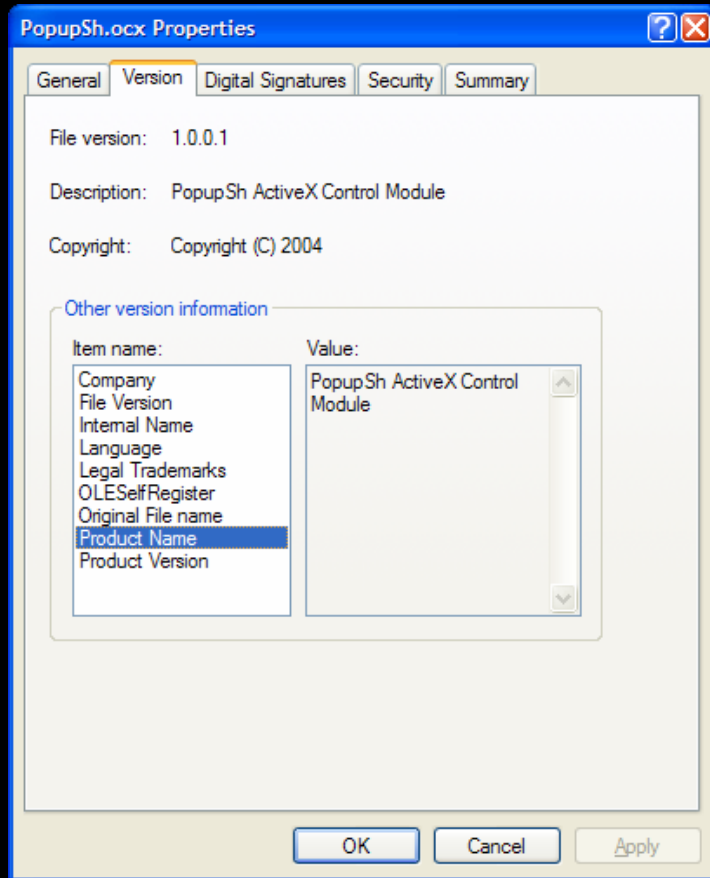 PopupSh.ocx Properties
General Version Digital Signatures Security Summary
File version: 1.0.0.1
Description: PopupSh ActiveX Control Module
Copyright: Copyright (C) 2004
Other version information
Item name:
Company
File Version
Internal Name
Language
Legal Trademarks
OLESelfRegister
Original File name
Product Name
Product Version
Value:
PopupSh ActiveX Control
Module
OK Cancel Apply